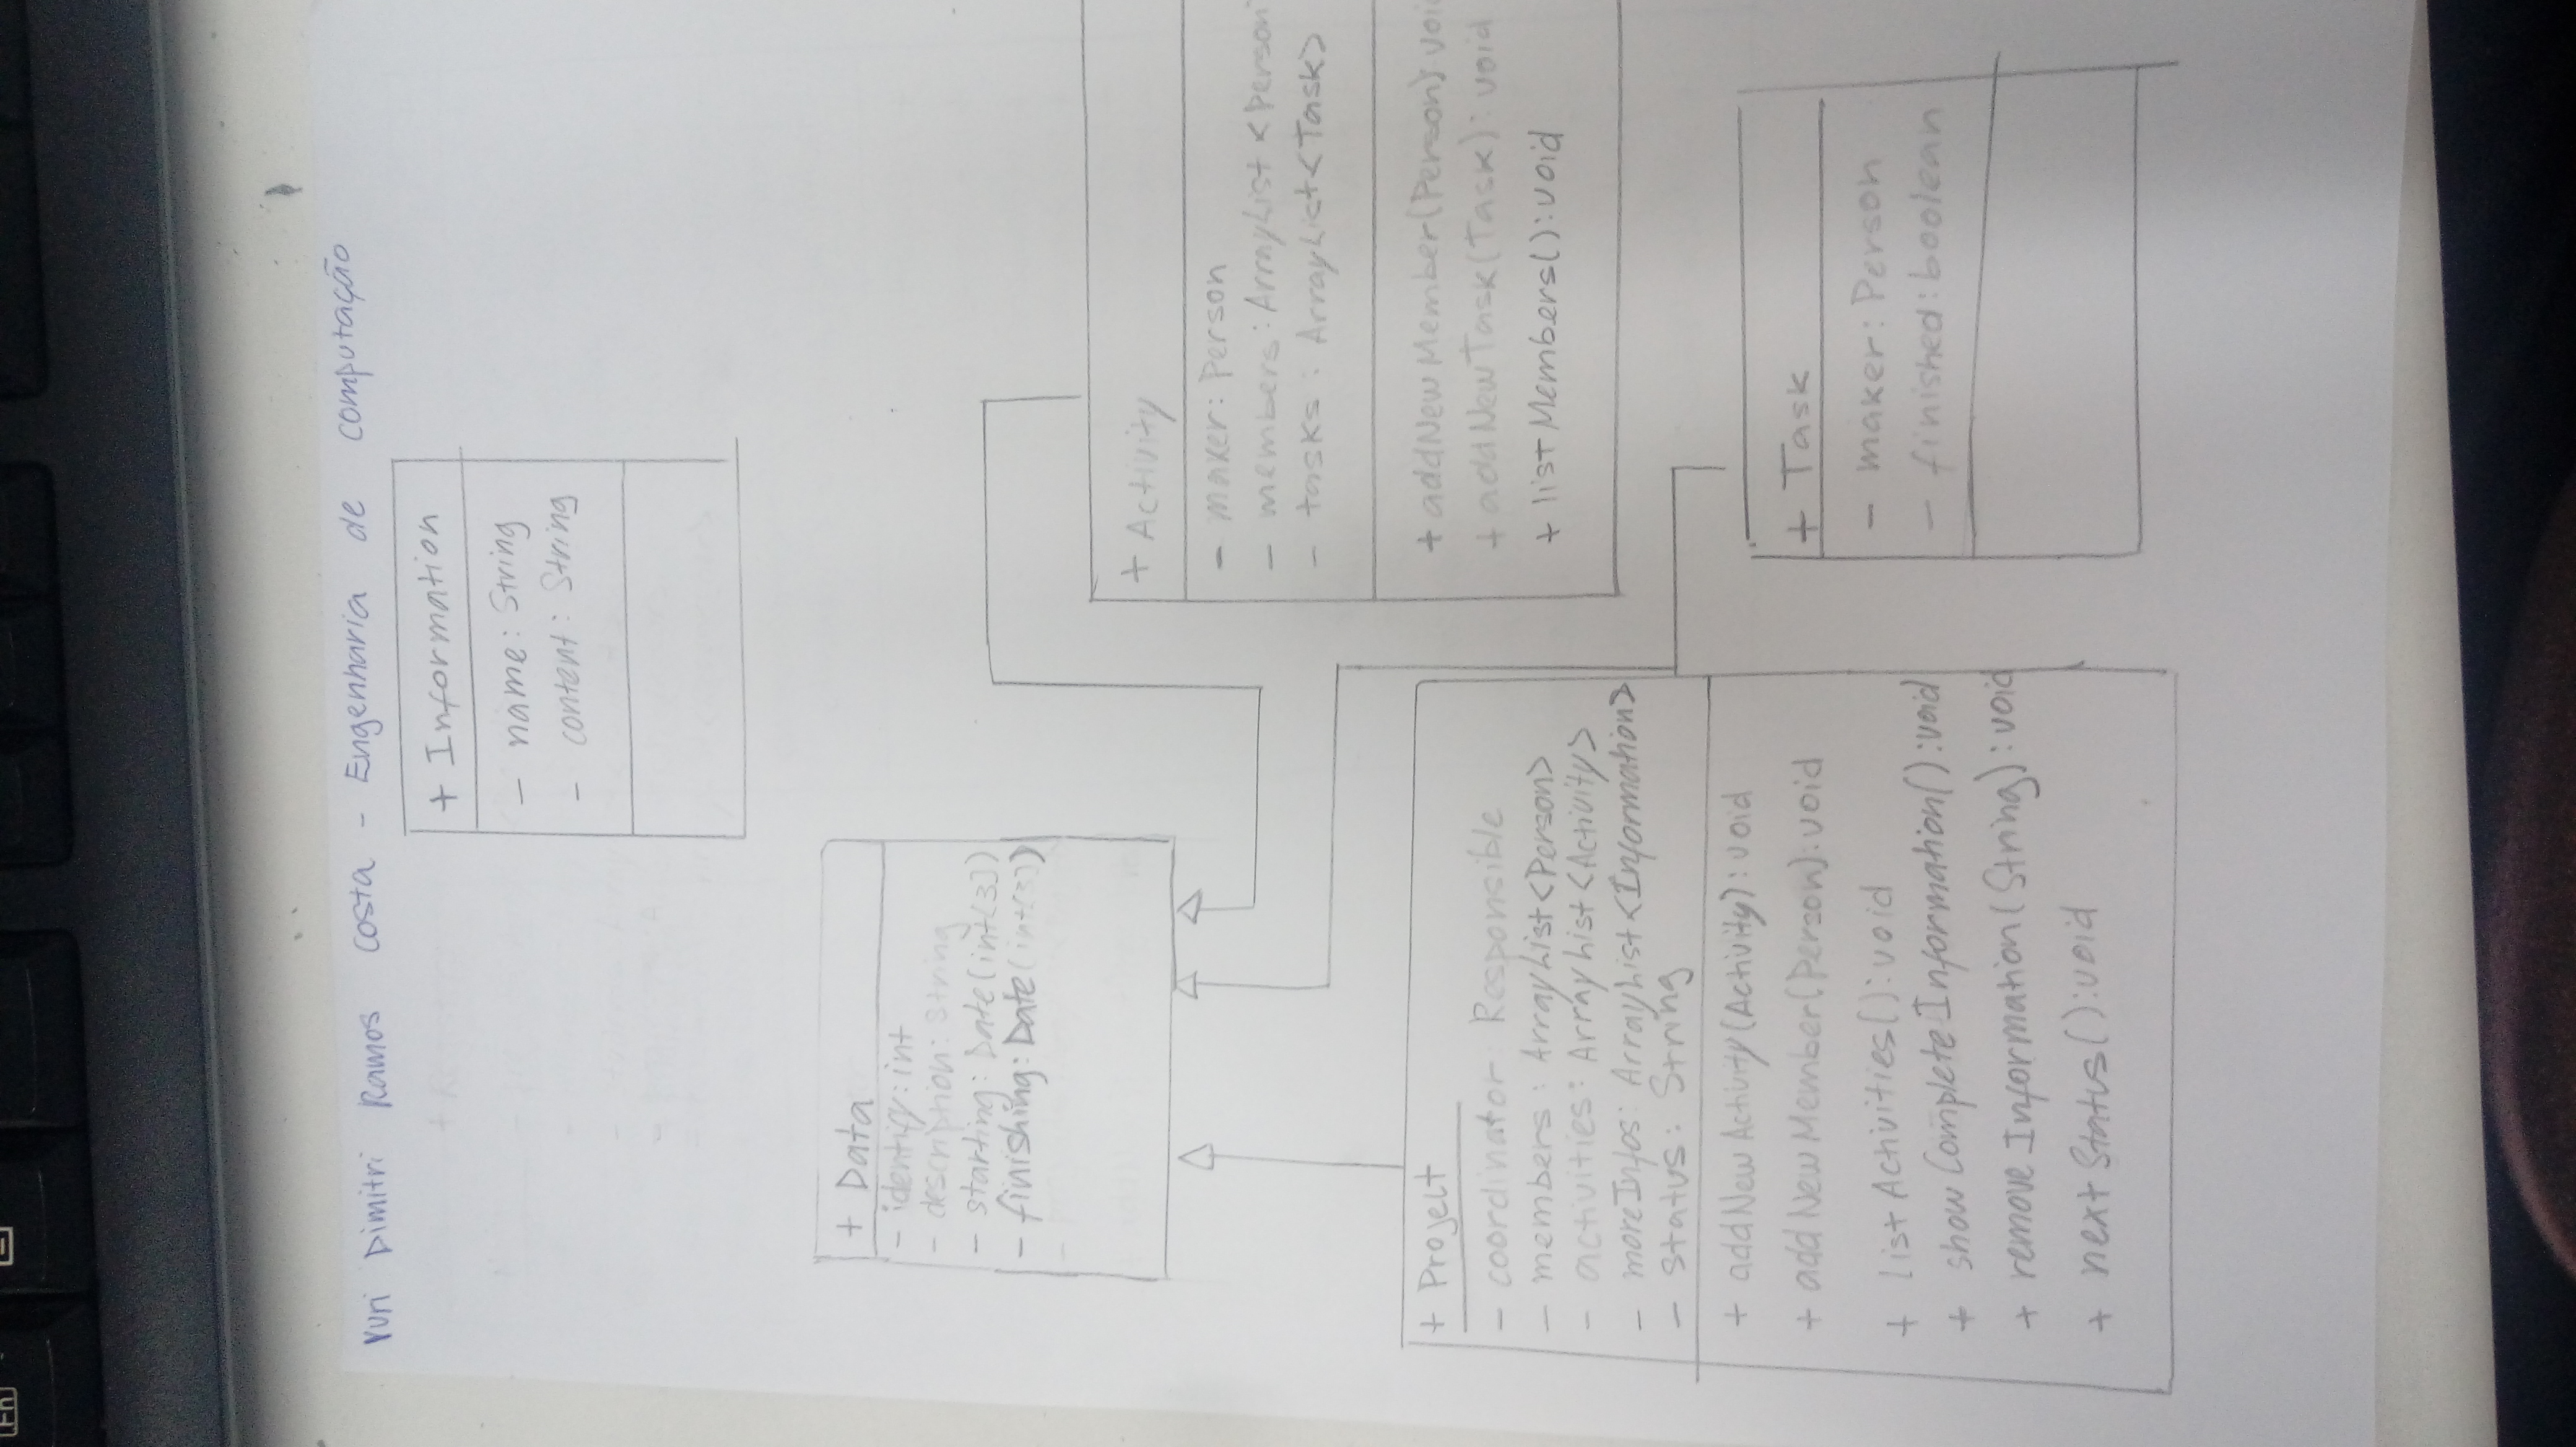 Fn
Yuri Dimitri Ramos Costa - Engenharia de computação
+ Information
- name: String
- content: String
+ Data
- identify: int
- description: String
- starting: Date(int[3])
- finishing: Date(int[3])
+ Activity
- maker: Person
- members: ArrayList<Person
- tasks: ArrayList<Task>
+ addNewMember(Person): voi
+ addNewTask(Task): void
+ listMembers(): void
+ Project
- coordinator: Responsible
- members: ArrayList<Person>
- activities: ArrayList<Activity>
- moreInfos: ArrayList<Information>
- status: String
+ addNewActivity(Activity): void
+ addNewMember(Person): void
+ listActivities(): void
+ showCompleteInformation(): void
+ removeInformation(String): void
+ nextStatus(): void
+ Task
- maker: Person
- finished: boolean